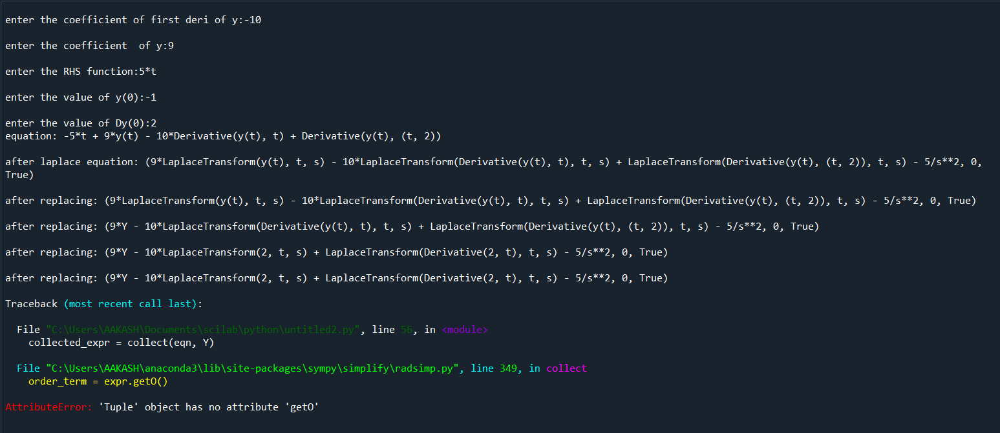 enter the coefficient of first deri of y:-10
enter the coefficient  of y:9
enter the RHS function:5*t
enter the value of y(0):-1
enter the value of Dy(0):2
equation: -5*t + 9*y(t) - 10*Derivative(y(t), t) + Derivative(y(t), (t, 2))
after laplace equation: (9*LaplaceTransform(y(t), t, s) - 10*LaplaceTransform(Derivative(y(t), t), t, s) + LaplaceTransform(Derivative(y(t), (t, 2)), t, s) - 5/s**2, 0,
True)
after replacing: (9*LaplaceTransform(y(t), t, s) - 10*LaplaceTransform(Derivative(y(t), t), t, s) + LaplaceTransform(Derivative(y(t), (t, 2)), t, s) - 5/s**2, 0, True)
after replacing: (9*Y - 10*LaplaceTransform(Derivative(y(t), t), t, s) + LaplaceTransform(Derivative(y(t), (t, 2)), t, s) - 5/s**2, 0, True)
after replacing: (9*Y - 10*LaplaceTransform(2, t, s) + LaplaceTransform(Derivative(2, t), t, s) - 5/s**2, 0, True)
after replacing: (9*Y - 10*LaplaceTransform(2, t, s) + LaplaceTransform(Derivative(2, t), t, s) - 5/s**2, 0, True)
Traceback (most recent call last):
File "C:\Users\AAKASH\Documents\scilab\python\untitled2.py", line 56, in <module>
collected_expr = collect(eqn, Y)
File "C:\Users\AAKASH\anaconda3\lib\site-packages\sympy\simplify\radsimp.py", line 349, in collect
order_term = expr.getO()
AttributeError: 'Tuple' object has no attribute 'getO'